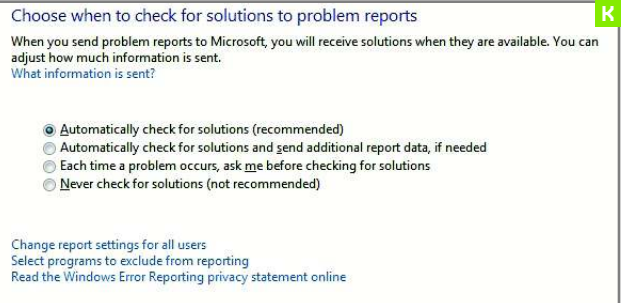 Choose when to check for solutions to problem reports
K
When you send problem reports to Microsoft, you will receive solutions when they are available. You can
adjust how much information is sent.
What information is sent?
Automatically check for solutions (recommended)
Automatically check for solutions and send additional report data, if needed
Each time a problem occurs, ask me before checking for solutions
Never check for solutions (not recommended)
Change report settings for all users
Select programs to exclude from reporting
Read the Windows Error Reporting privacy statement online